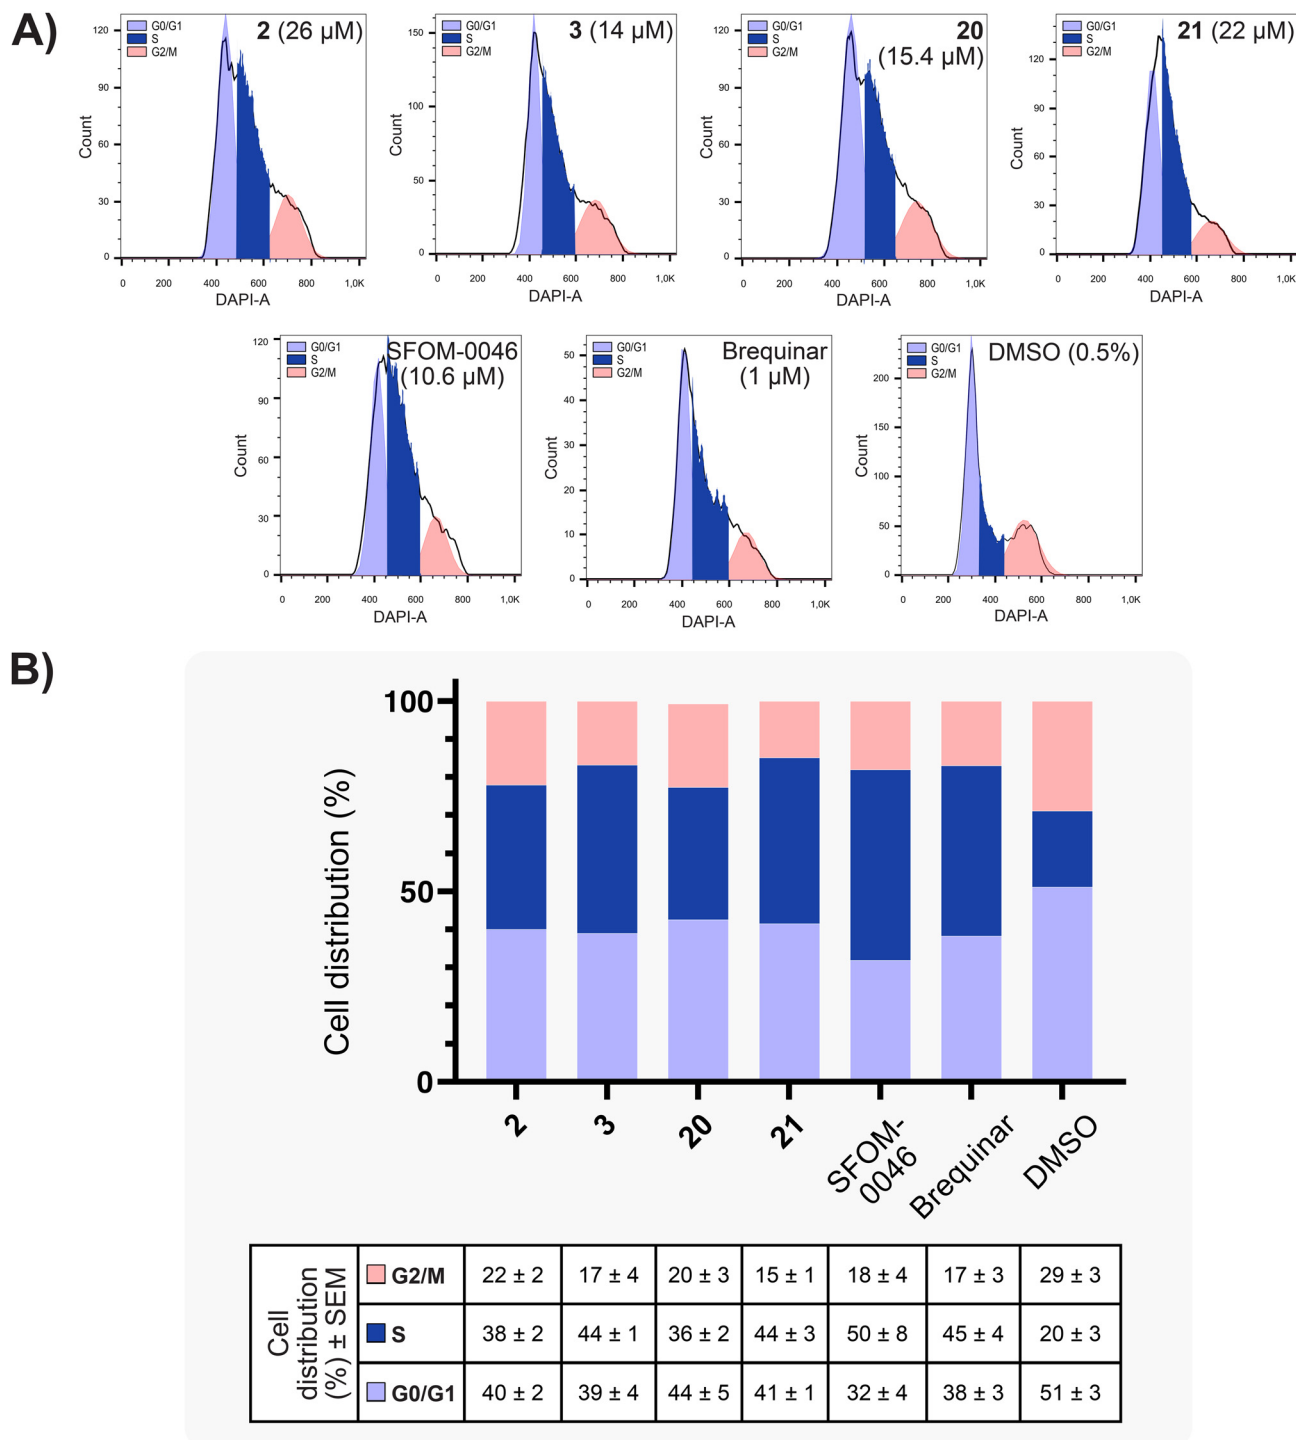 A)
G0/G1
S
G2/M
2 (26 µM)
120
90
60
30
0
Count
0 200 400 600 800 1,0K
DAPI-A
G0/G1
S
G2/M
3 (14 µM)
150
100
50
0
Count
0 200 400 600 800 1,0K
DAPI-A
G0/G1
S
G2/M
20
(15.4 µM)
120
90
60
30
0
Count
0 200 400 600 800 1,0K
DAPI-A
G0/G1
S
G2/M
21 (22 µM)
120
90
60
30
0
Count
0 200 400 600 800 1,0K
DAPI-A
G0/G1
S
G2/M
SFOM-0046
(10.6 µM)
120
90
60
30
0
Count
0 200 400 600 800 1,0K
DAPI-A
G0/G1
S
G2/M
Brequinar
(1 µM)
50
40
30
20
10
0
Count
0 200 400 600 800 1,0K
DAPI-A
G0/G1
S
G2/M
DMSO (0.5%)
200
150
100
50
0
Count
0 200 400 600 800 1,0K
DAPI-A
B)
Cell distribution (%)
100
50
0
2
3
20
21
SFOM-
0046
Brequinar
DMSO
Cell
distribution
(%) ± SEM
G2/M 22 ± 2 17 ± 4 20 ± 3 15 ± 1 18 ± 4 17 ± 3 29 ± 3
S 38 ± 2 44 ± 1 36 ± 2 44 ± 3 50 ± 8 45 ± 4 20 ± 3
G0/G1 40 ± 2 39 ± 4 44 ± 5 41 ± 1 32 ± 4 38 ± 3 51 ± 3